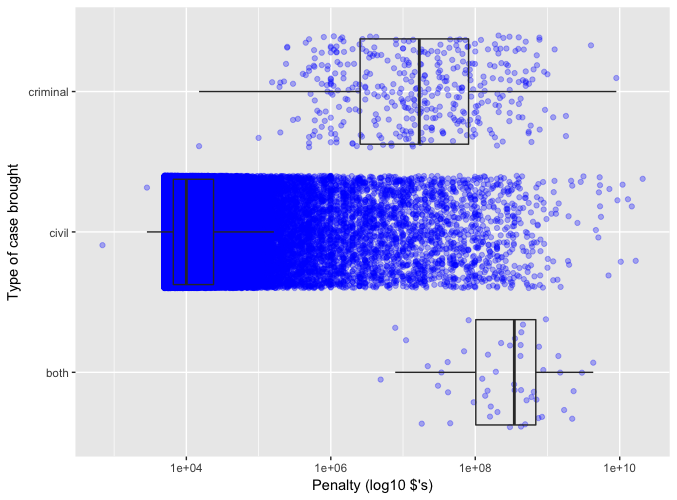 Type of case brought
criminal
civil
both
1e+04 1e+06 1e+08 1e+10
Penalty (log10 $'s)